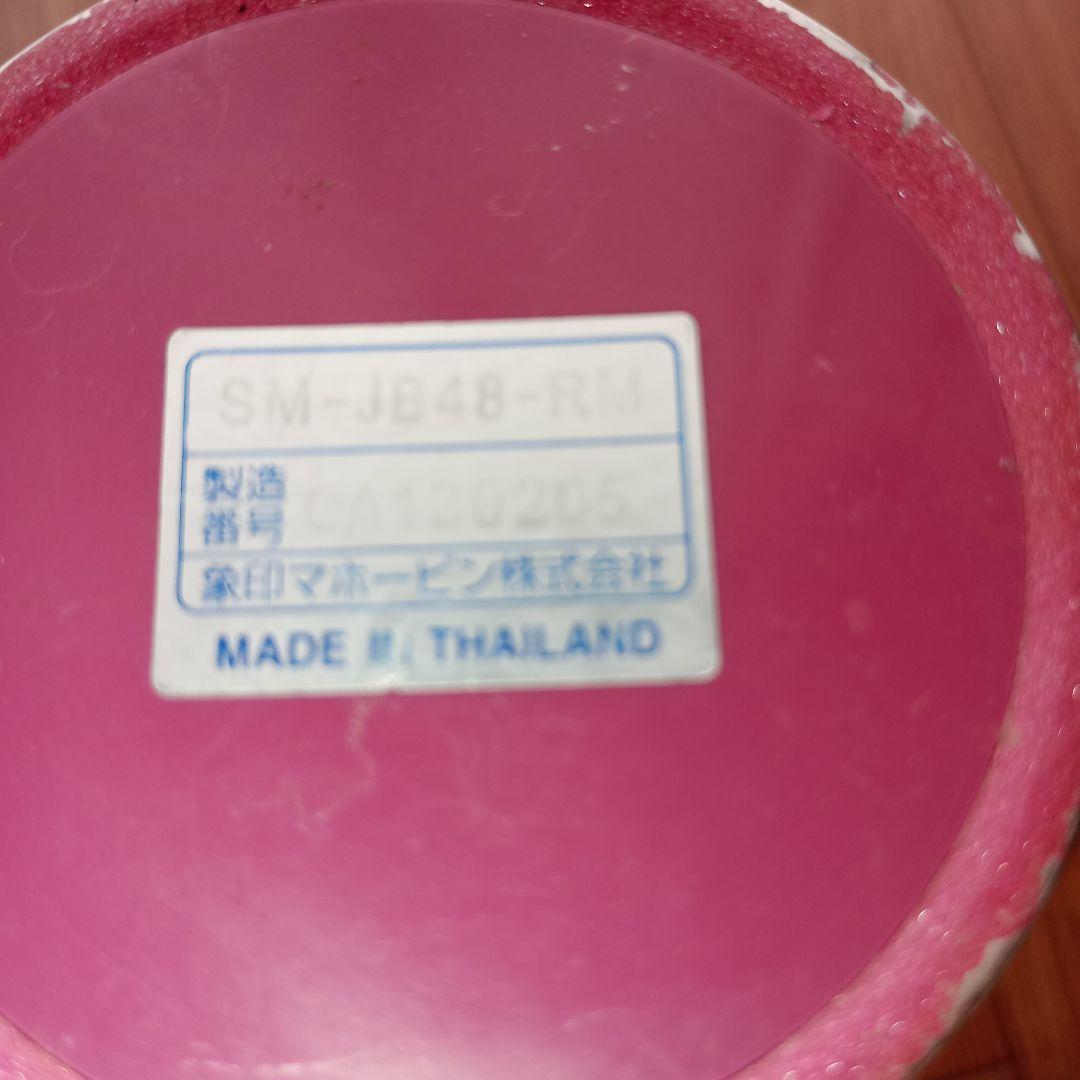 SM-JB48-RM
製造
番号 CA130205
象印マホービン株式会社
MADE IN THAILAND